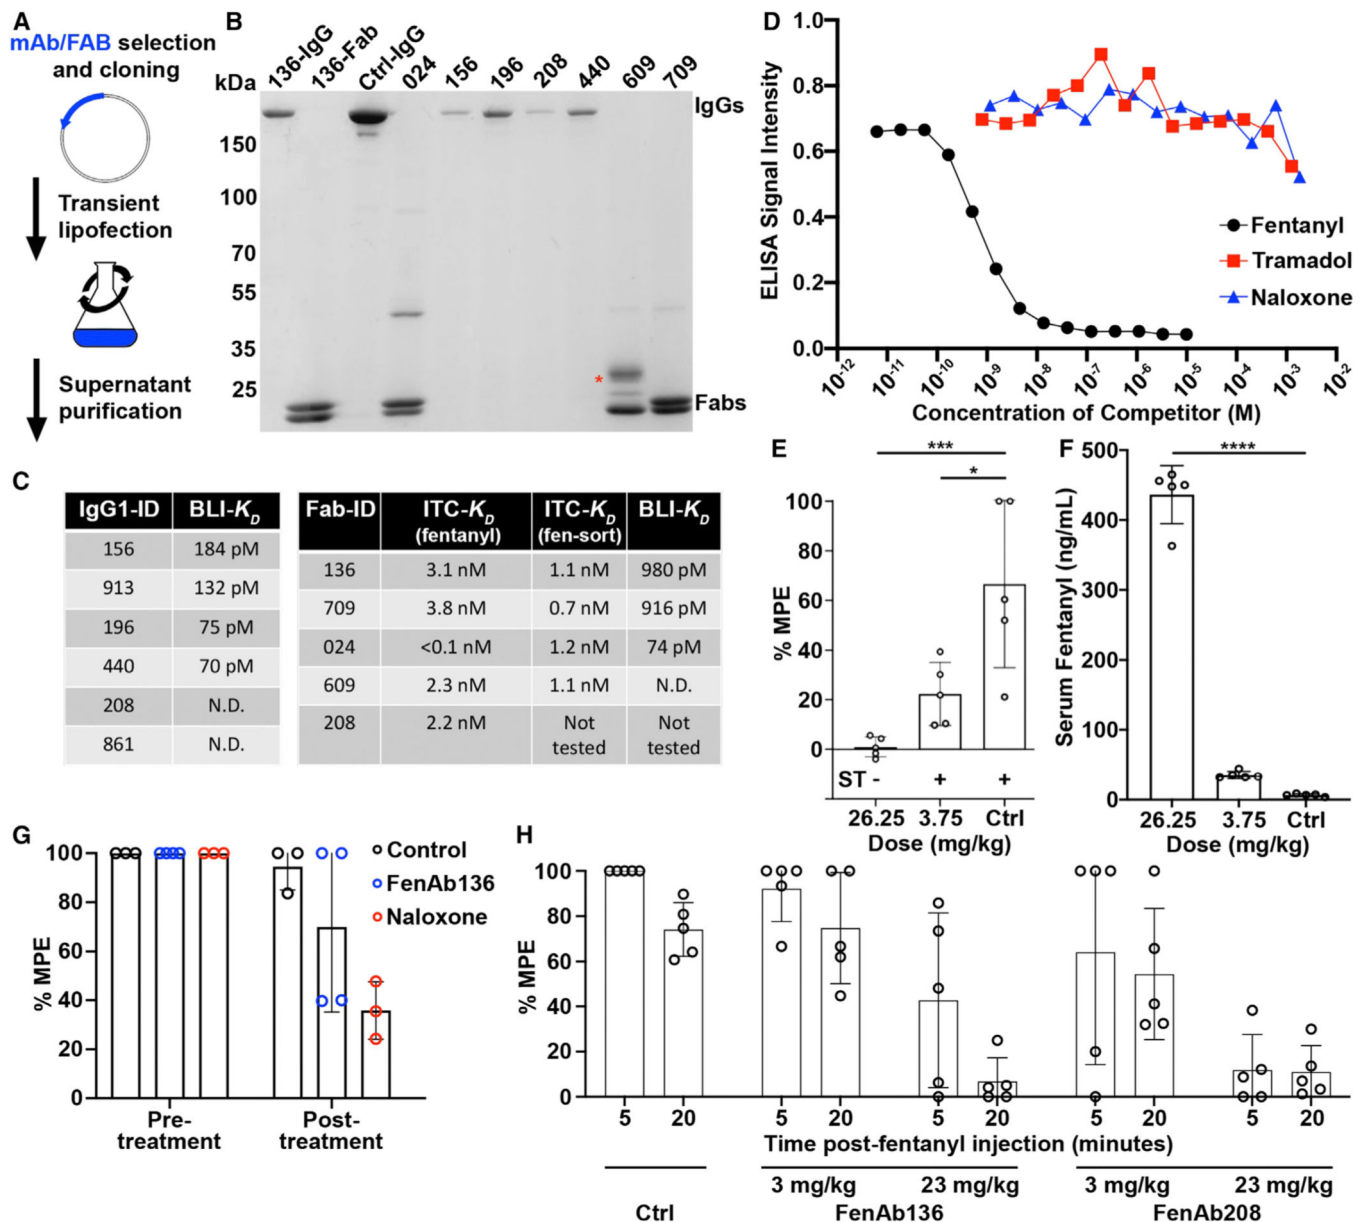 A
mAb/FAB selection
and cloning
Transient
lipofection
Supernatant
purification
B
kDa
136-IgG
136-Fab
Ctrl-IgG
024
156
196
208
440
609
709
150
100
70
55
35
25
IgGs
Fabs
*
C
IgG1-ID BLI-KD
156 184 pM
913 132 pM
196 75 pM
440 70 pM
208 N.D.
861 N.D.
Fab-ID ITC-KD (fentanyl) ITC-KD (fen-sort) BLI-KD
136 3.1 nM 1.1 nM 980 pM
709 3.8 nM 0.7 nM 916 pM
024 <0.1 nM 1.2 nM 74 pM
609 2.3 nM 1.1 nM N.D.
208 2.2 nM Not tested Not tested
D
ELISA Signal Intensity
1.0
0.8
0.6
0.4
0.2
0.0
10-12 10-11 10-10 10-9 10-8 10-7 10-6 10-5 10-4 10-3 10-2
Concentration of Competitor (M)
Fentanyl
Tramadol
Naloxone
E
% MPE
***
*
100
80
60
40
20
0
ST - + +
26.25 3.75 Ctrl
Dose (mg/kg)
F
Serum Fentanyl (ng/mL)
****
500
400
300
200
100
0
26.25 3.75 Ctrl
Dose (mg/kg)
G
% MPE
100
80
60
40
20
0
Control
FenAb136
Naloxone
Pre-
treatment
Post-
treatment
H
% MPE
100
80
60
40
20
0
5 20 5 20 5 20 5 20 5 20
Time post-fentanyl injection (minutes)
3 mg/kg 23 mg/kg 3 mg/kg 23 mg/kg
Ctrl FenAb136 FenAb208